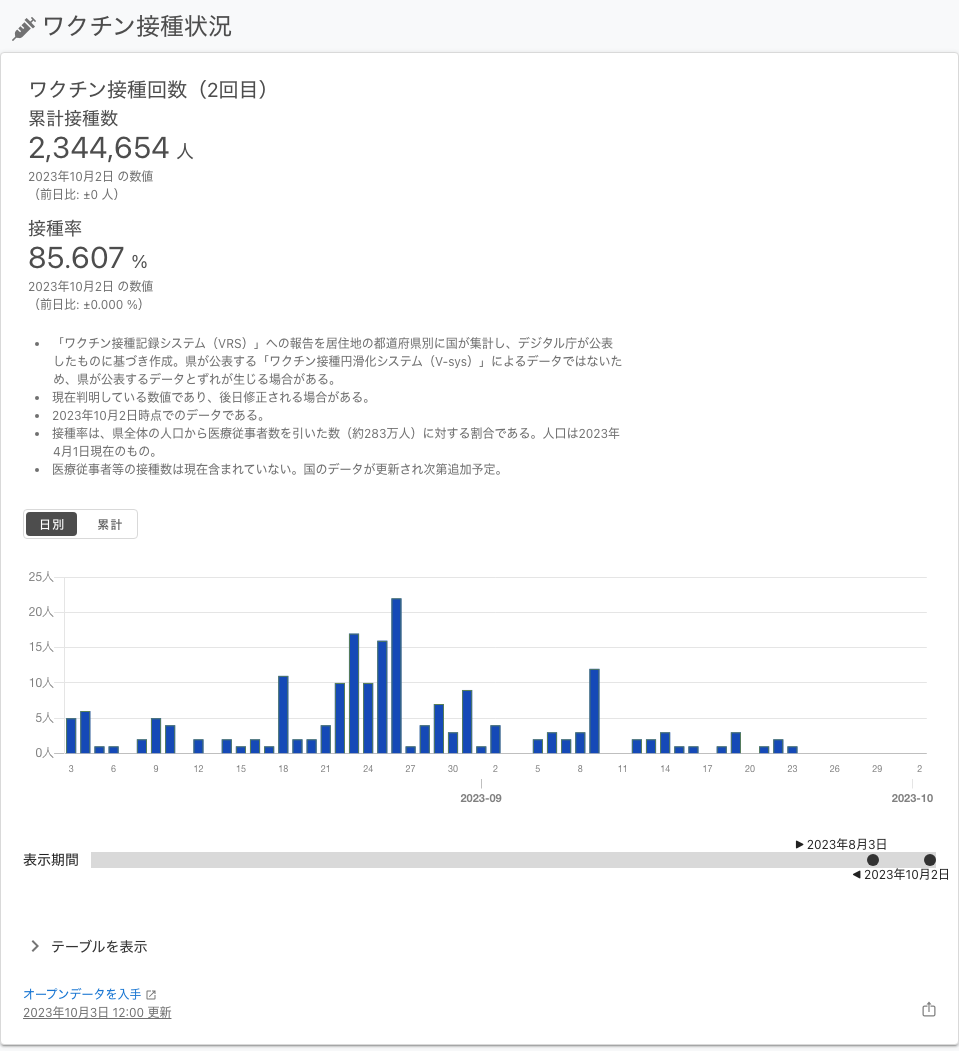 ワクチン接種状況
ワクチン接種回数（2回目）
累計接種数
2,344,654 人
2023年10月2日 の数値
（前日比: ±0 人）
接種率
85.607 %
2023年10月2日 の数値
（前日比: ±0.000 %）
• 「ワクチン接種記録システム（VRS）」への報告を居住地の都道府県別に国が集計し、デジタル庁が公表
したものに基づき作成。県が公表する「ワクチン接種円滑化システム（V-sys）」によるデータではないた
め、県が公表するデータとずれが生じる場合がある。
• 現在判明している数値であり、後日修正される場合がある。
• 2023年10月2日時点でのデータである。
• 接種率は、県全体の人口から医療従事者数を引いた数（約283万人）に対する割合である。人口は2023年
4月1日現在のもの。
• 医療従事者等の接種数は現在含まれていない。国のデータが更新され次第追加予定。
日別 累計
25人
20人
15人
10人
5人
0人
3 6 9 12 15 18 21 24 27 30 2 5 8 11 14 17 20 23 26 29 2
2023-09 2023-10
▶ 2023年8月3日
表示期間
◀ 2023年10月2日
テーブルを表示
オープンデータを入手
2023年10月3日 12:00 更新